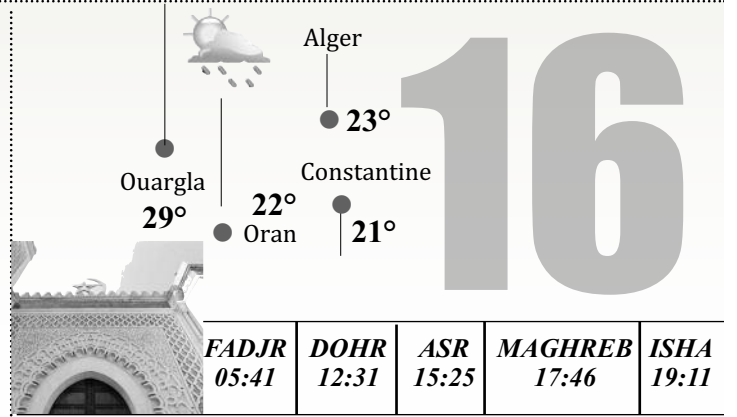 Alger
23°
16
Ouargla
29°
Constantine
21°
22°
Oran
FADJR DOHR ASR MAGHREB ISHA
05:41 12:31 15:25 17:46 19:11